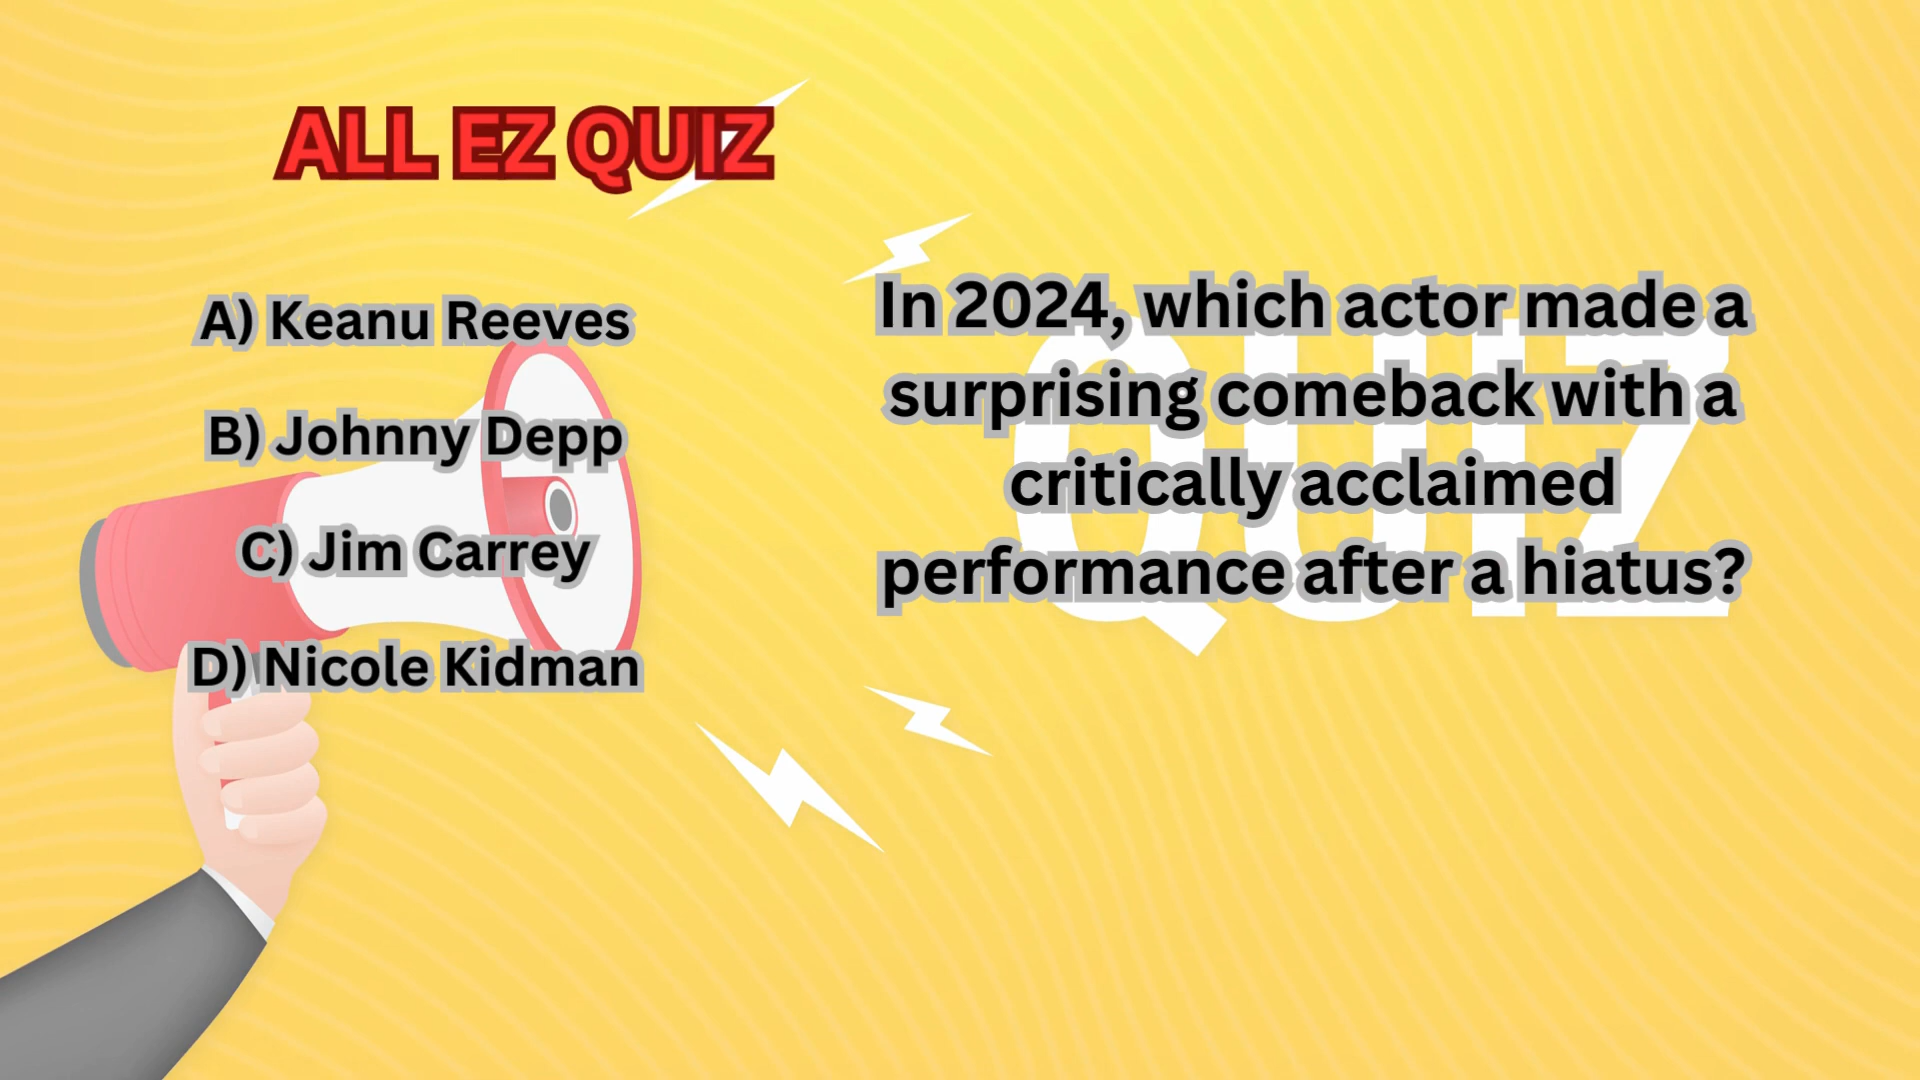 ALL EZ QUIZ
A) Keanu Reeves
B) Johnny Depp
C) Jim Carrey
D) Nicole Kidman
In 2024, which actor made a
surprising comeback with a
critically acclaimed
performance after a hiatus?
QUIZ